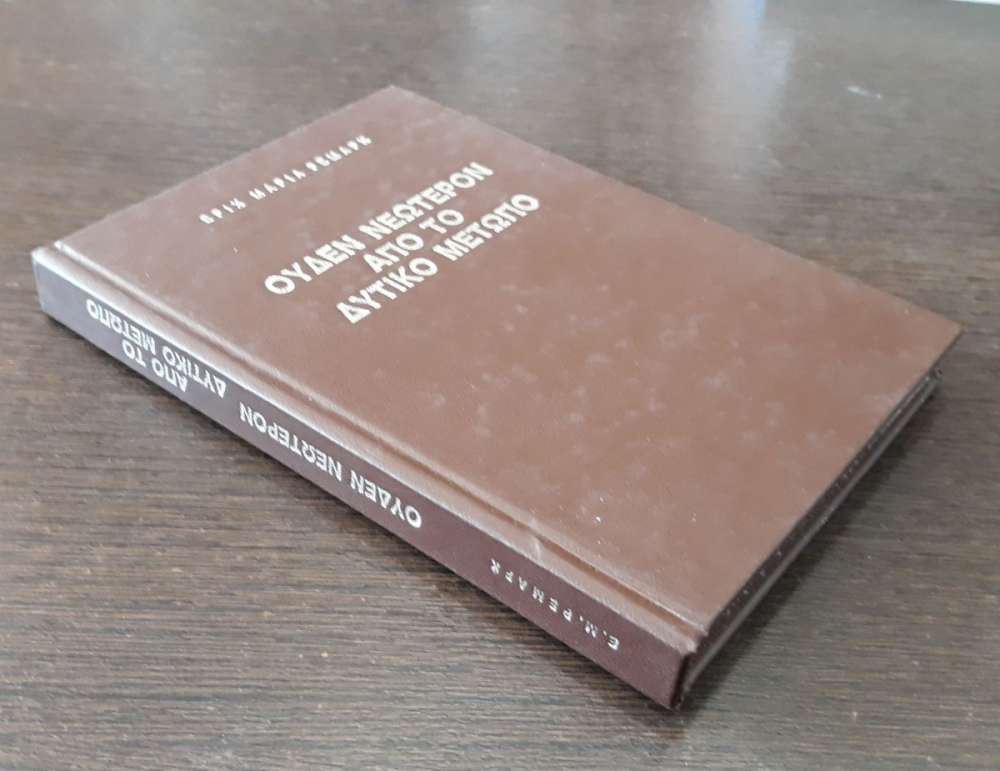 ΕΡΙΧ ΜΑΡΙΑ ΡΕΜΑΡΚ
ΟΥΔΕΝ ΝΕΩΤΕΡΟΝ
ΑΠΟ ΤΟ
ΔΥΤΙΚΟ ΜΕΤΩΠΟ
Ε.Μ. ΡΕΜΑΡΚ
ΟΥΔΕΝ ΝΕΩΤΕΡΟΝ
ΑΠΟ ΤΟ
ΔΥΤΙΚΟ ΜΕΤΩΠΟ